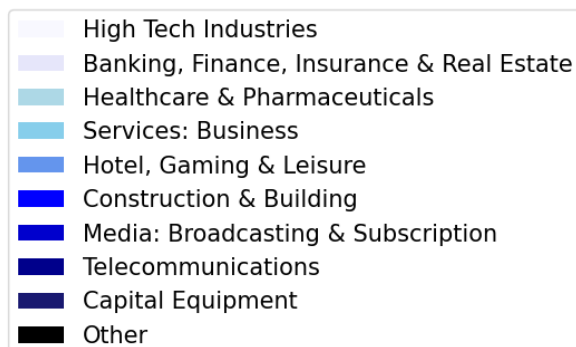 High Tech Industries
Banking, Finance, Insurance & Real Estate
Healthcare & Pharmaceuticals
Services: Business
Hotel, Gaming & Leisure
Construction & Building
Media: Broadcasting & Subscription
Telecommunications
Capital Equipment
Other